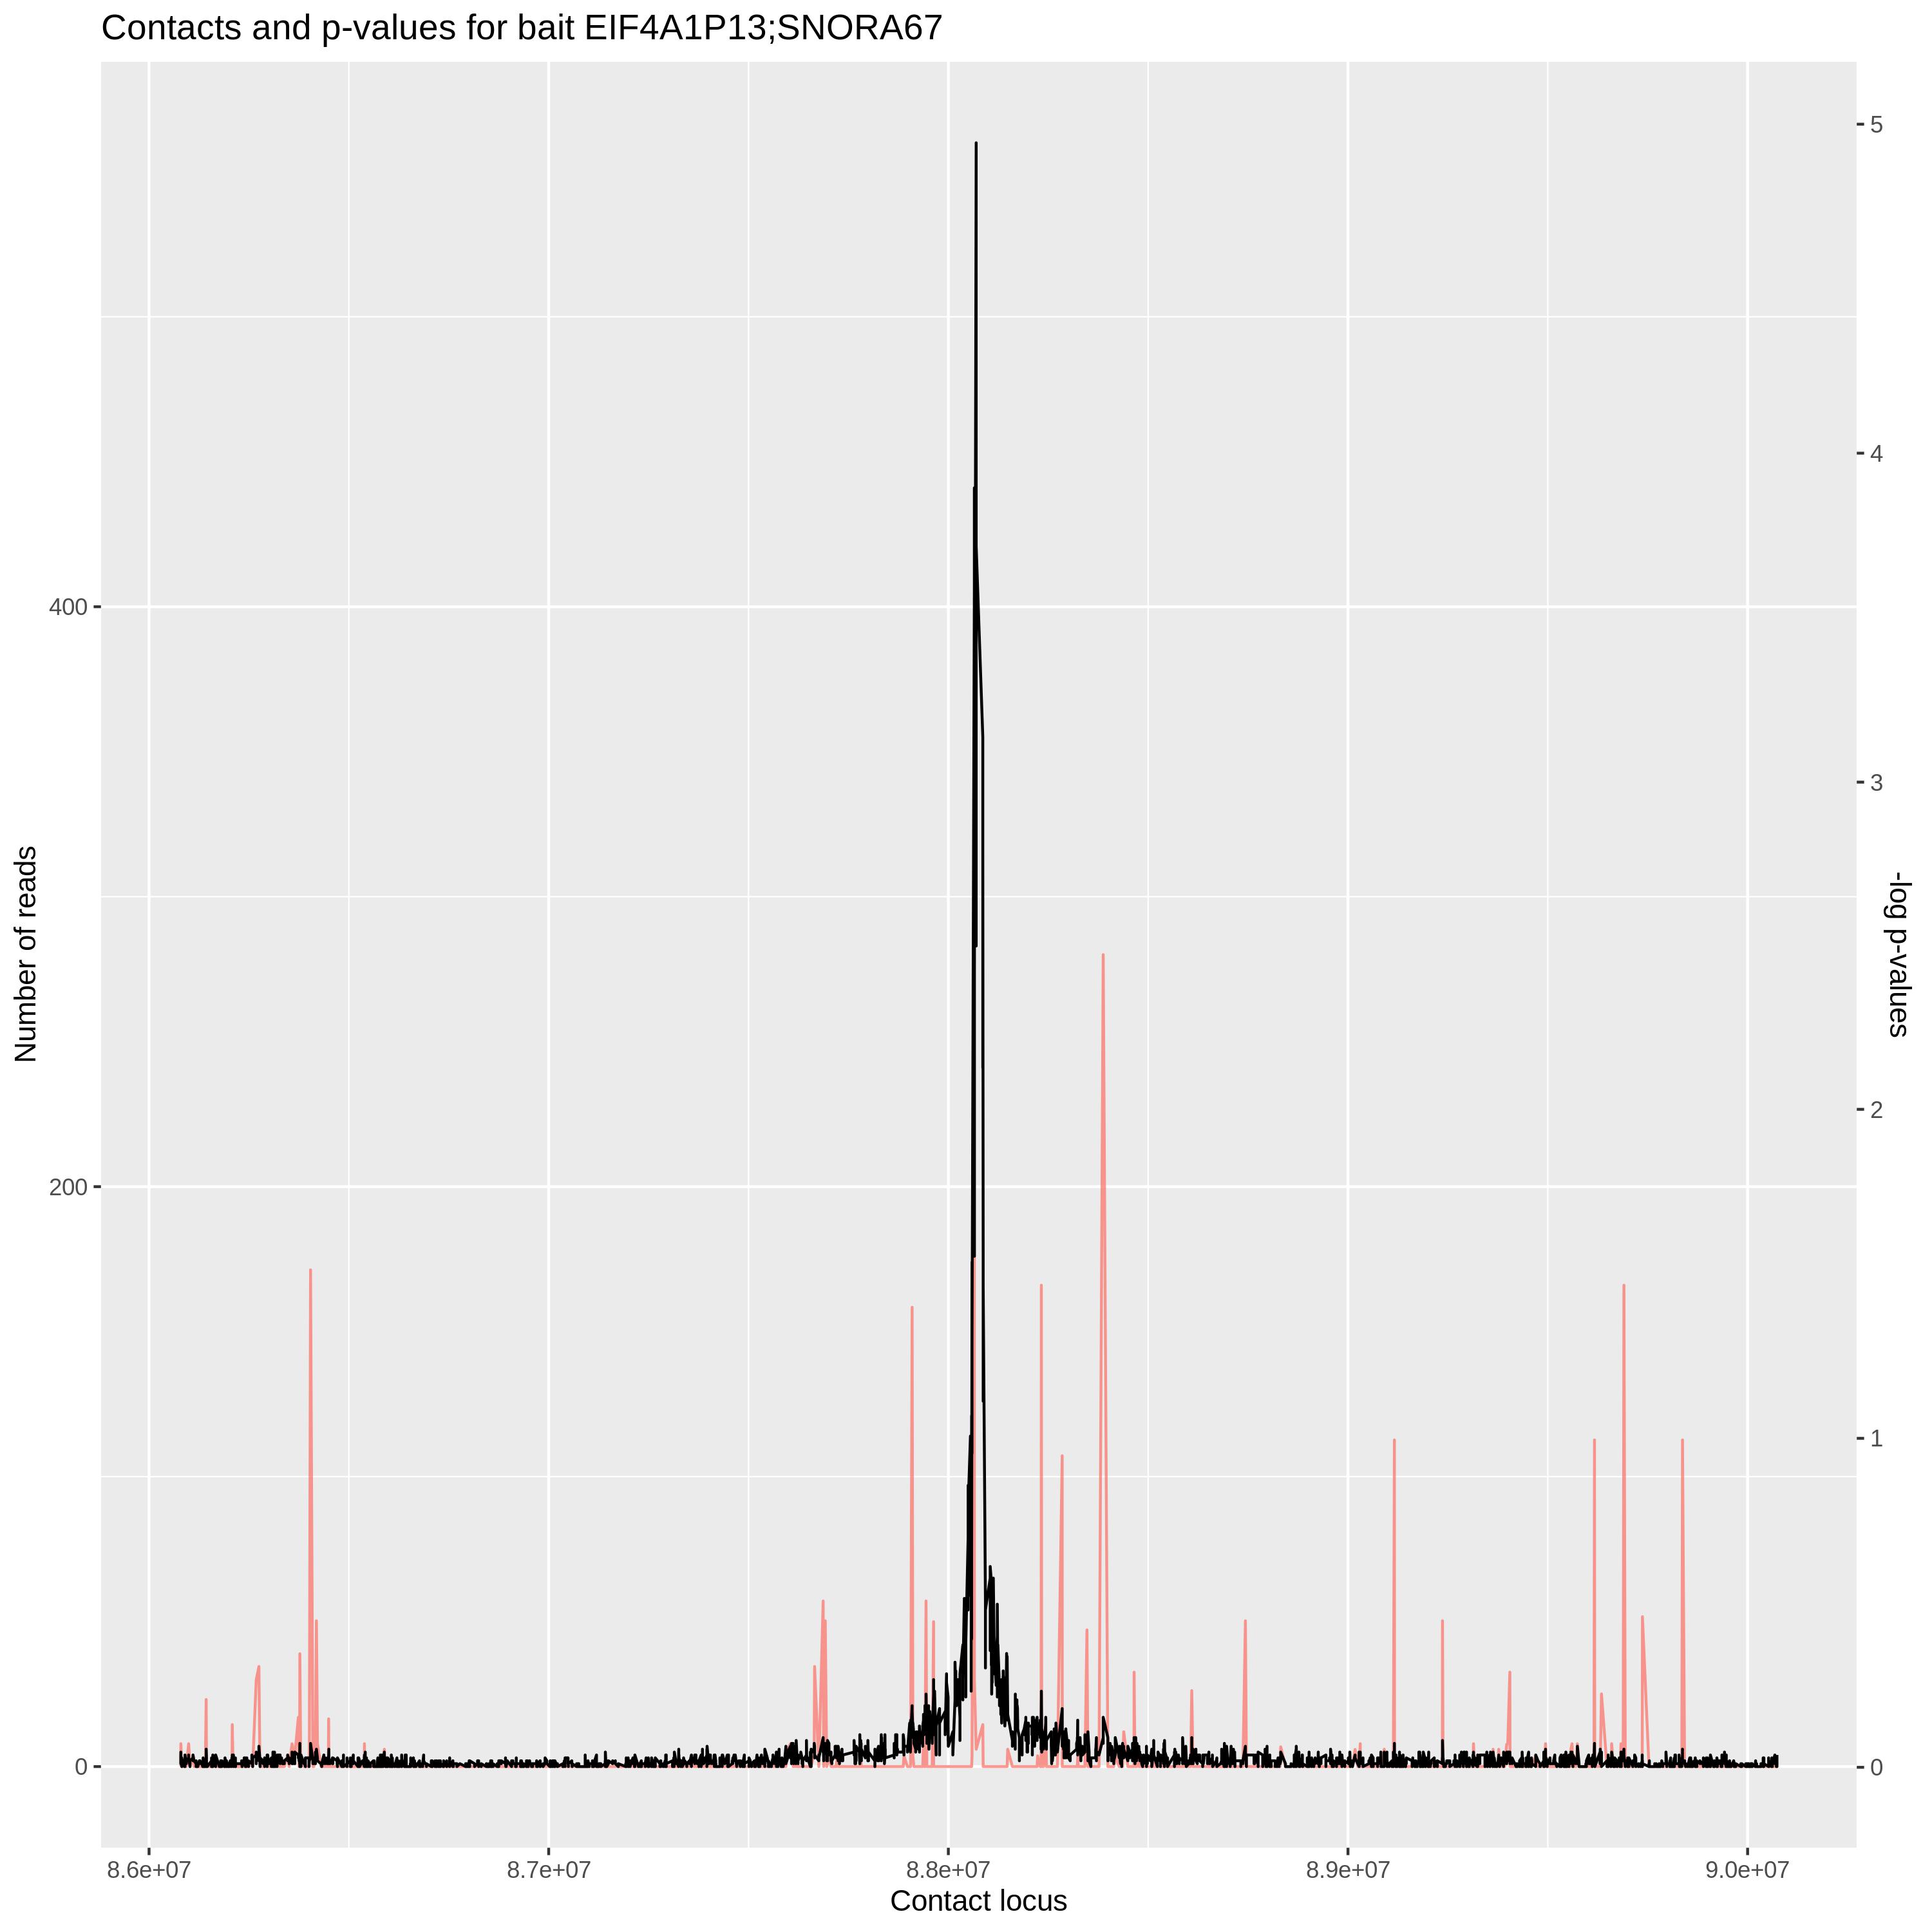 Contacts and p-values for bait EIF4A1P13;SNORA67
5
4
400
3
Number of reads
-log p-values
2
200
1
0
0
8.6e+07
8.7e+07
8.8e+07
8.9e+07
9.0e+07
Contact locus